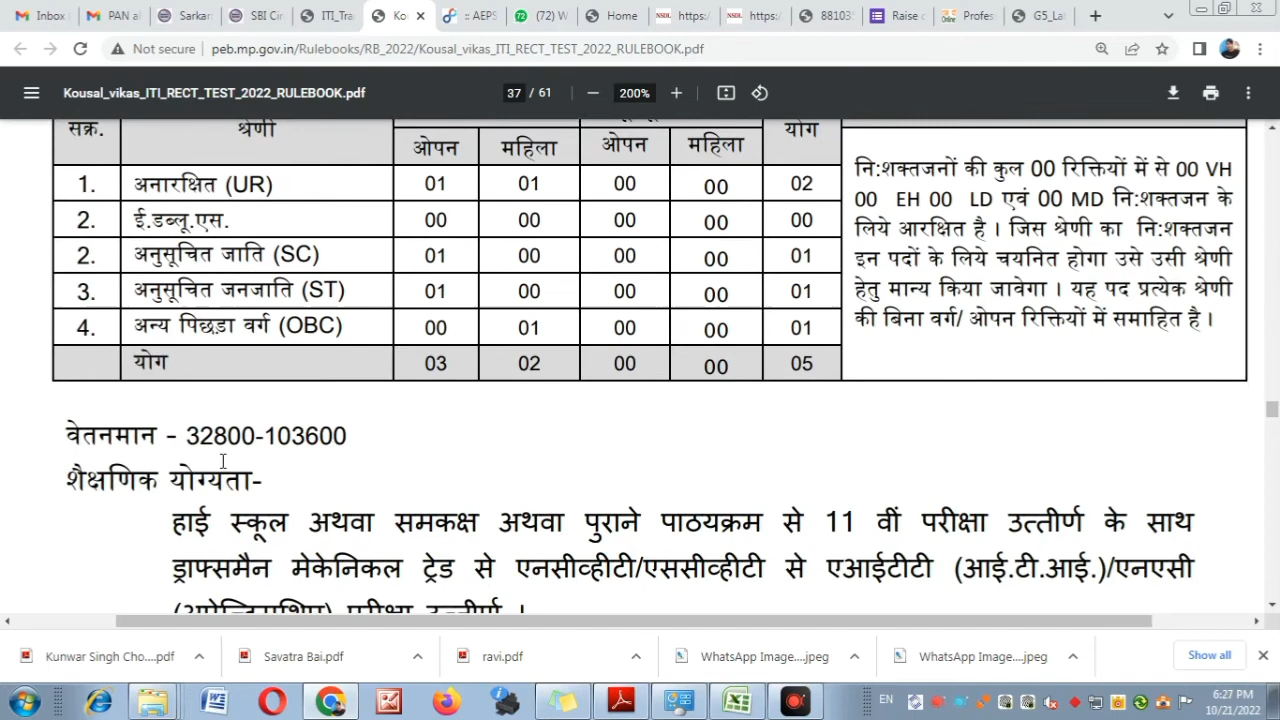 Inbox
PAN al
Sarkar
SBI Cir
ITI_Tra
Ko
:: AEPS
(72) W
Home
https:/
https:/
88103
Raise c
Profes
G5_La
Not secure
peb.mp.gov.in/Rulebooks/RB_2022/Kousal_vikas_ITI_RECT_TEST_2022_RULEBOOK.pdf
Kousal_vikas_ITI_RECT_TEST_2022_RULEBOOK.pdf
37 / 61
200%
सक्र. श्रेणी ओपन महिला ओपन महिला योग
1. अनारक्षित (UR) 01 01 00 00 02
2. ई.डब्लू.एस. 00 00 00 00 00
2. अनुसूचित जाति (SC) 01 00 00 00 01
3. अनुसूचित जनजाति (ST) 01 00 00 00 01
4. अन्य पिछड़ा वर्ग (OBC) 00 01 00 00 01
योग 03 02 00 00 05
नि:शक्तजनों की कुल 00 रिक्तियों में से 00 VH
00 EH 00 LD एवं 00 MD नि:शक्तजन के
लिये आरक्षित है । जिस श्रेणी का नि:शक्तजन
इन पदों के लिये चयनित होगा उसे उसी श्रेणी
हेतु मान्य किया जावेगा । यह पद प्रत्येक श्रेणी
की बिना वर्ग/ ओपन रिक्तियों में समाहित है ।
वेतनमान - 32800-103600
शैक्षणिक योग्यता-
हाई स्कूल अथवा समकक्ष अथवा पुराने पाठयक्रम से 11 वीं परीक्षा उत्तीर्ण के साथ
ड्राफ्समैन मेकेनिकल ट्रेड से एनसीव्हीटी/एससीव्हीटी से एआईटीटी (आई.टी.आई.)/एनएसी
परीक्षा उत्तीर्ण ।
Kunwar Singh Cho....pdf
Savatra Bai.pdf
ravi.pdf
WhatsApp Image....jpeg
WhatsApp Image....jpeg
Show all
EN
6:27 PM
10/21/2022